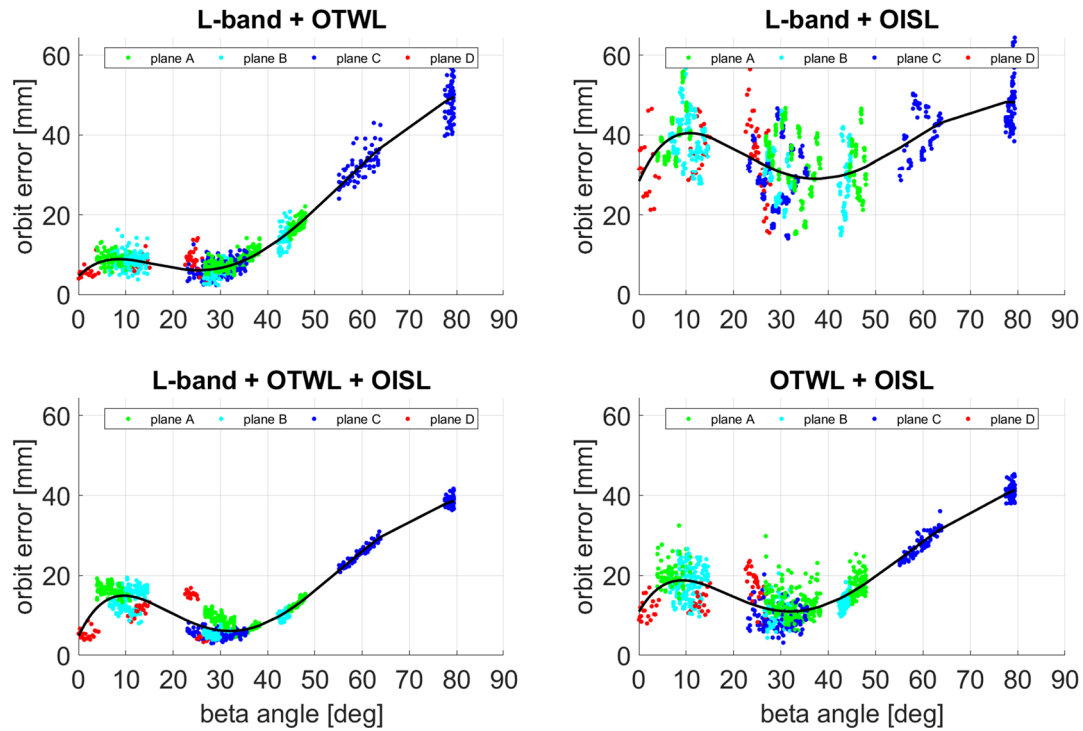 L-band + OTWL
orbit error [mm]
60
40
20
0
plane A plane B plane C plane D
0 10 20 30 40 50 60 70 80 90
L-band + OISL
orbit error [mm]
60
40
20
0
plane A plane B plane C plane D
0 10 20 30 40 50 60 70 80 90
L-band + OTWL + OISL
orbit error [mm]
60
40
20
0
plane A plane B plane C plane D
0 10 20 30 40 50 60 70 80 90
beta angle [deg]
OTWL + OISL
orbit error [mm]
60
40
20
0
plane A plane B plane C plane D
0 10 20 30 40 50 60 70 80 90
beta angle [deg]